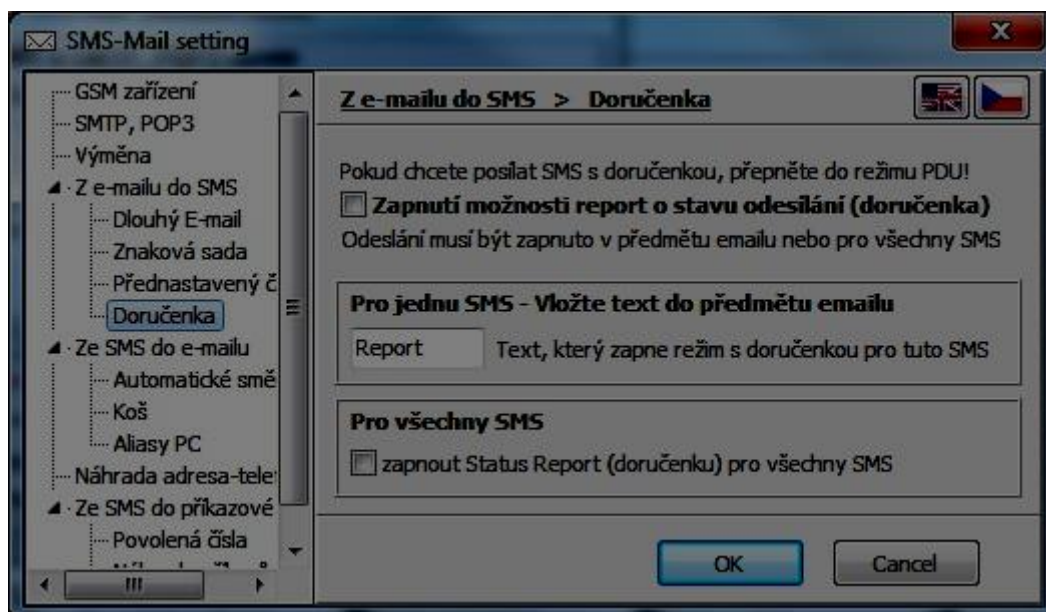 SMS-Mail setting
GSM zařízení
SMTP, POP3
Výměna
Z e-mailu do SMS
Dlouhý E-mail
Znaková sada
Přednastavený č
Doručenka
Ze SMS do e-mailu
Automatické smě
Koš
Aliasy PC
Náhrada adresa-tele
Ze SMS do příkazové
Povolená čísla
Z e-mailu do SMS > Doručenka
Pokud chcete posílat SMS s doručenkou, přepněte do režimu PDU!
Zapnutí možnosti report o stavu odesílání (doručenka)
Odeslání musí být zapnuto v předmětu emailu nebo pro všechny SMS
Pro jednu SMS - Vložte text do předmětu emailu
Report Text, který zapne režim s doručenkou pro tuto SMS
Pro všechny SMS
zapnout Status Report (doručenku) pro všechny SMS
OK Cancel